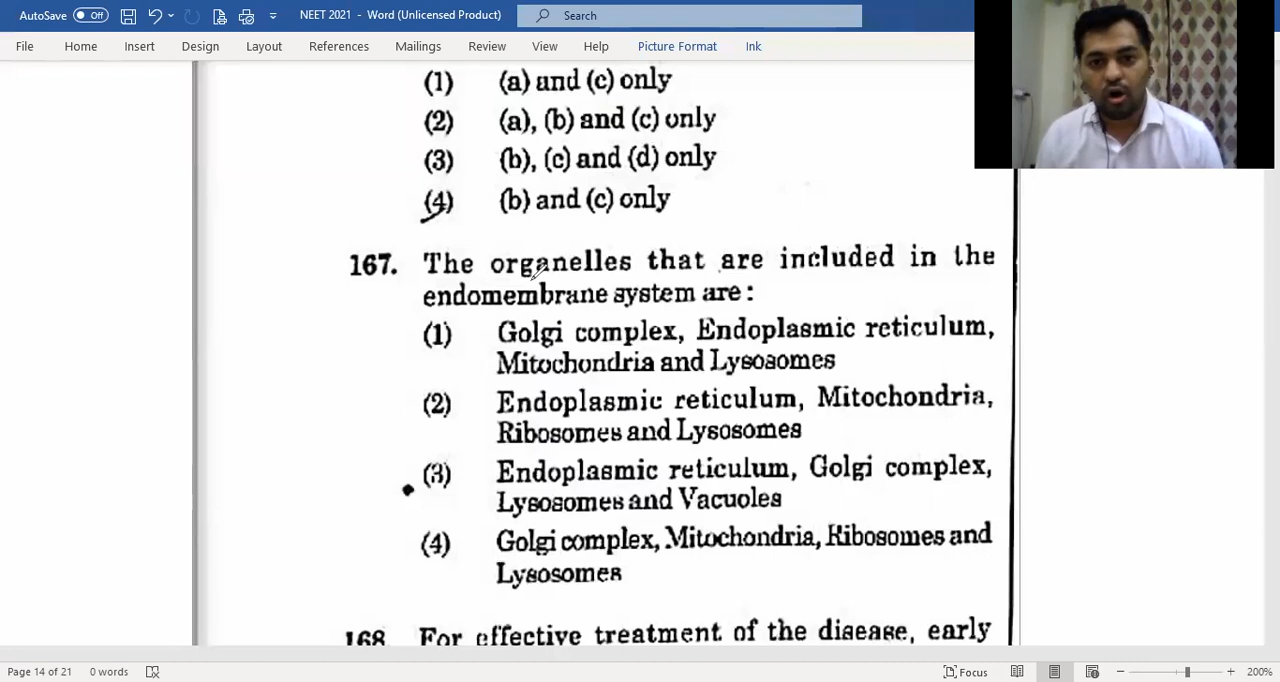 AutoSave Off NEET 2021 - Word (Unlicensed Product) Search
File Home Insert Design Layout References Mailings Review View Help Picture Format Ink
(1) (a) and (c) only
(2) (a), (b) and (c) only
(3) (b), (c) and (d) only
(4) (b) and (c) only
167. The organelles that are included in the
endomembrane system are :
(1) Golgi complex, Endoplasmic reticulum,
Mitochondria and Lysosomes
(2) Endoplasmic reticulum, Mitochondria,
Ribosomes and Lysosomes
(3) Endoplasmic reticulum, Golgi complex,
Lysosomes and Vacuoles
(4) Golgi complex, Mitochondria, Ribosomes and
Lysosomes
168. For effective treatment of the disease, early
Page 14 of 21 0 words Focus 200%